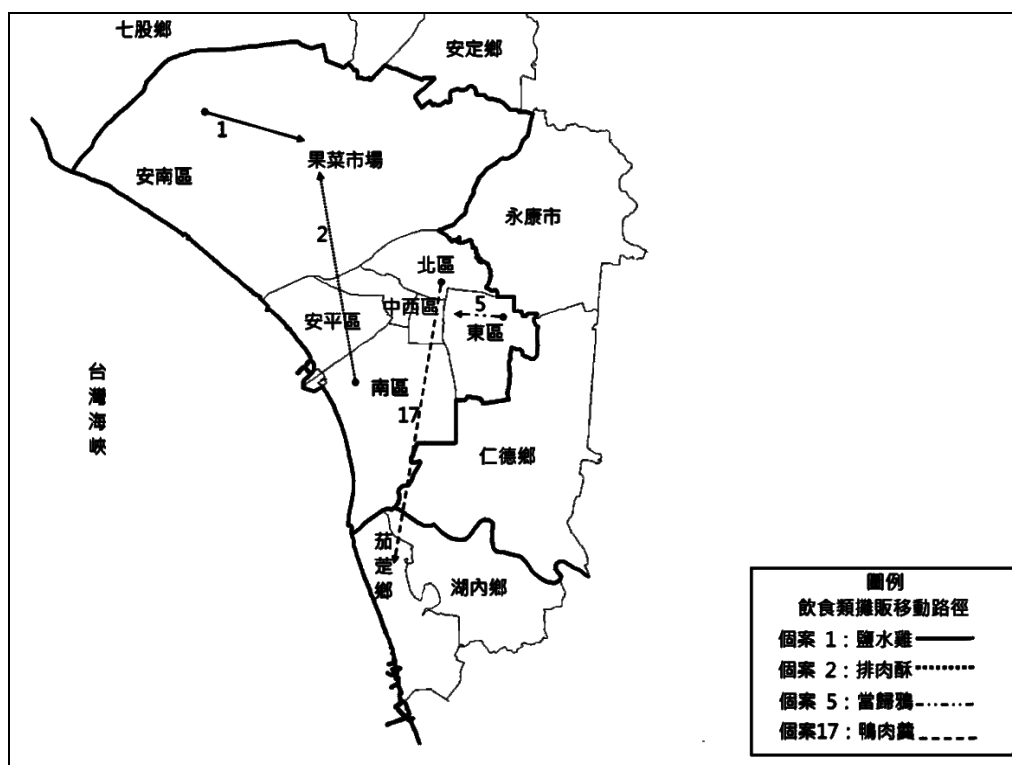 七股鄉
安定鄉
1
果菜市場
安南區
永康市
2
北區
中西區
5
安平區
東區
台灣海峽
南區
17
仁德鄉
茄萣鄉
湖內鄉
圖例
飲食類攤販移動路徑
個案 1：鹽水雞
個案 2：排肉酥
個案 5：當歸鴉
個案17：鴨肉羹